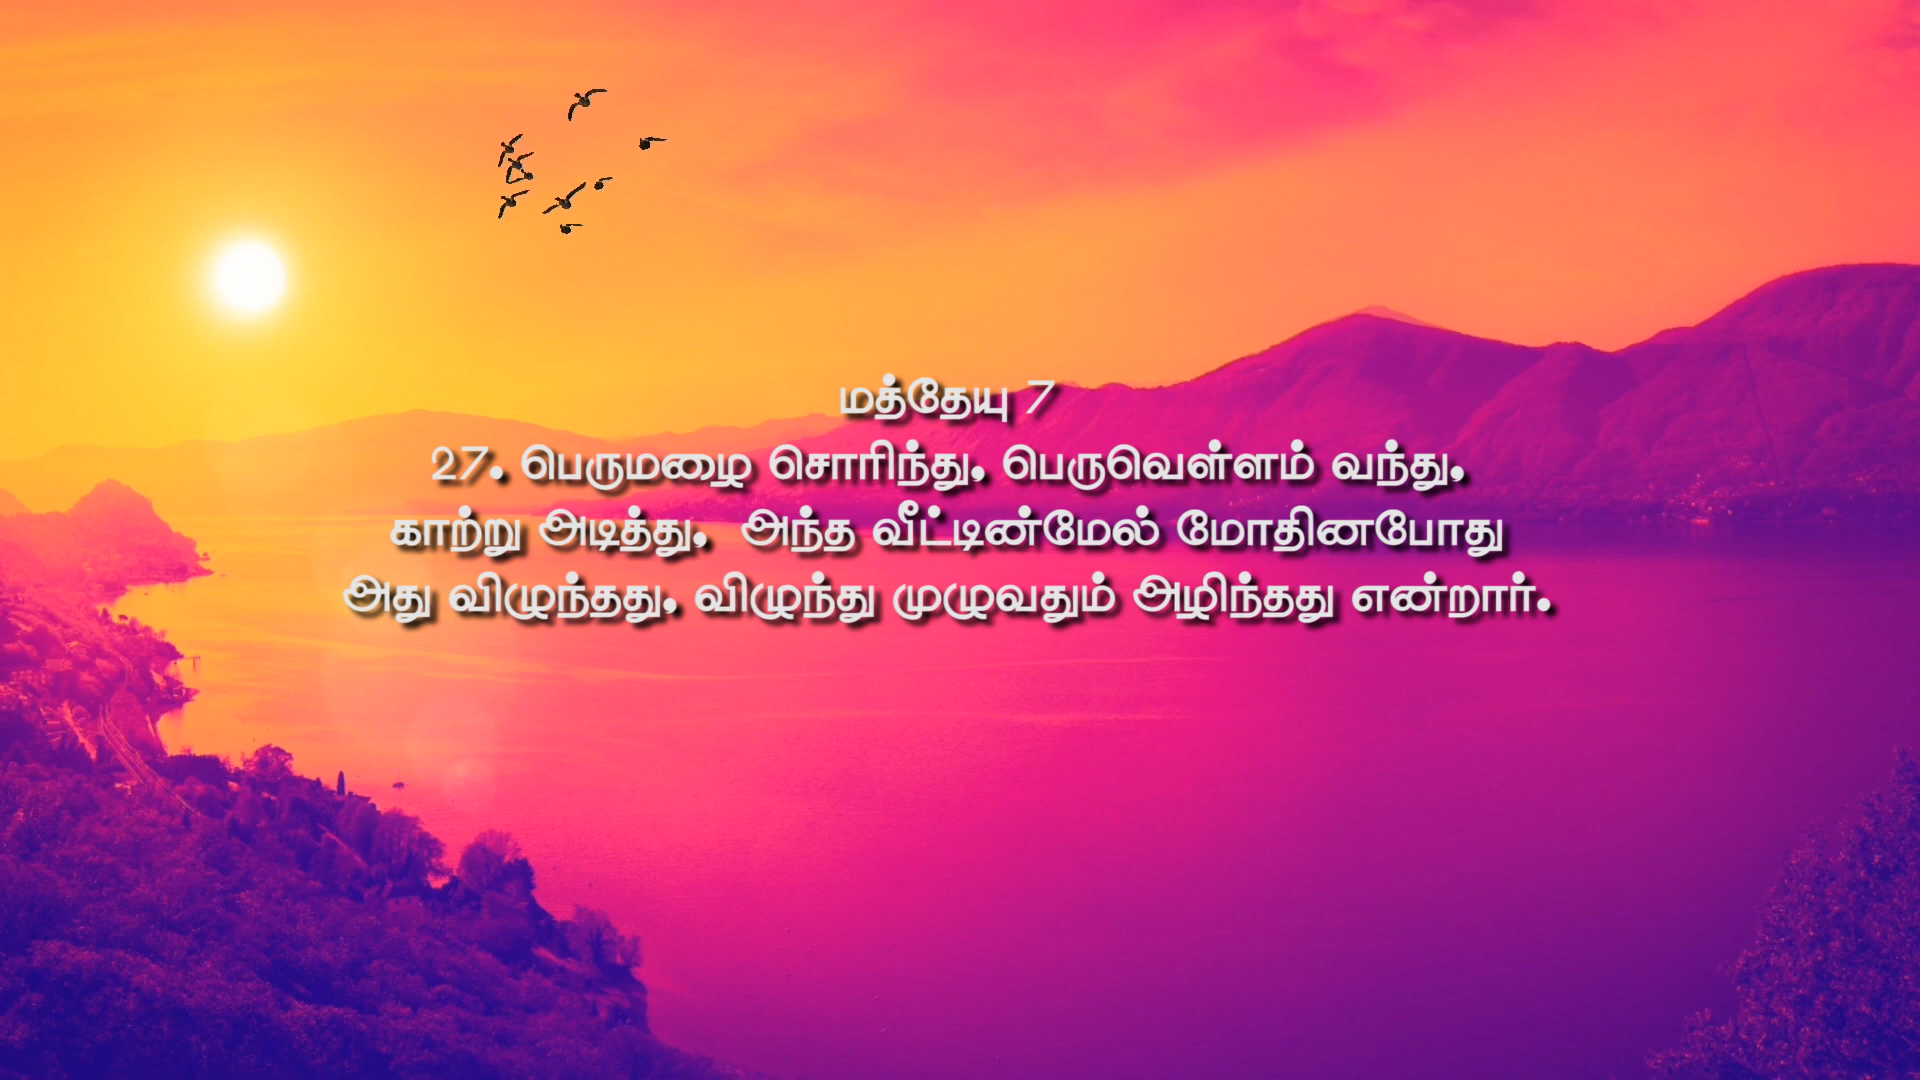 மத்தேயு 7
27. பெருமழை சொரிந்து, பெருவெள்ளம் வந்து,
காற்று அடித்து, அந்த வீட்டின்மேல் மோதினபோது
அது விழுந்தது, விழுந்து முழுவதும் அழிந்தது என்றார்.